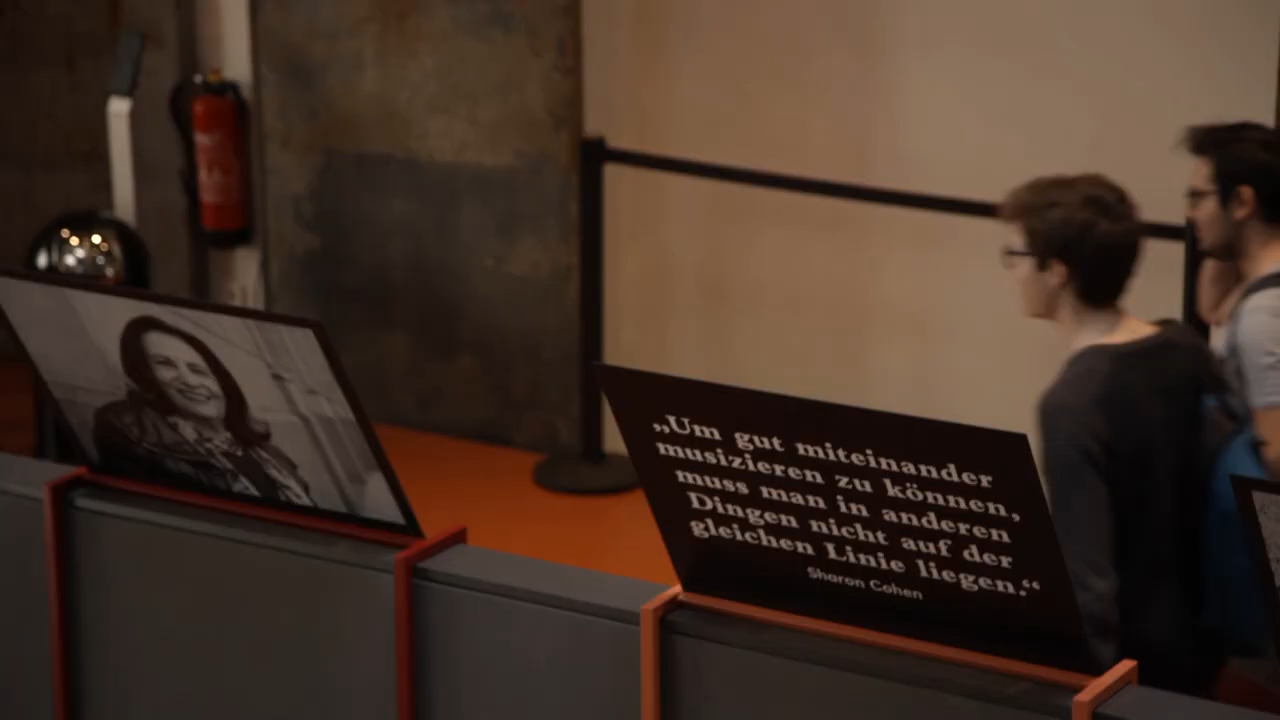 „Um gut miteinander
musizieren zu können,
muss man in anderen
Dingen nicht auf der
gleichen Linie liegen.“
Sharon Cohen